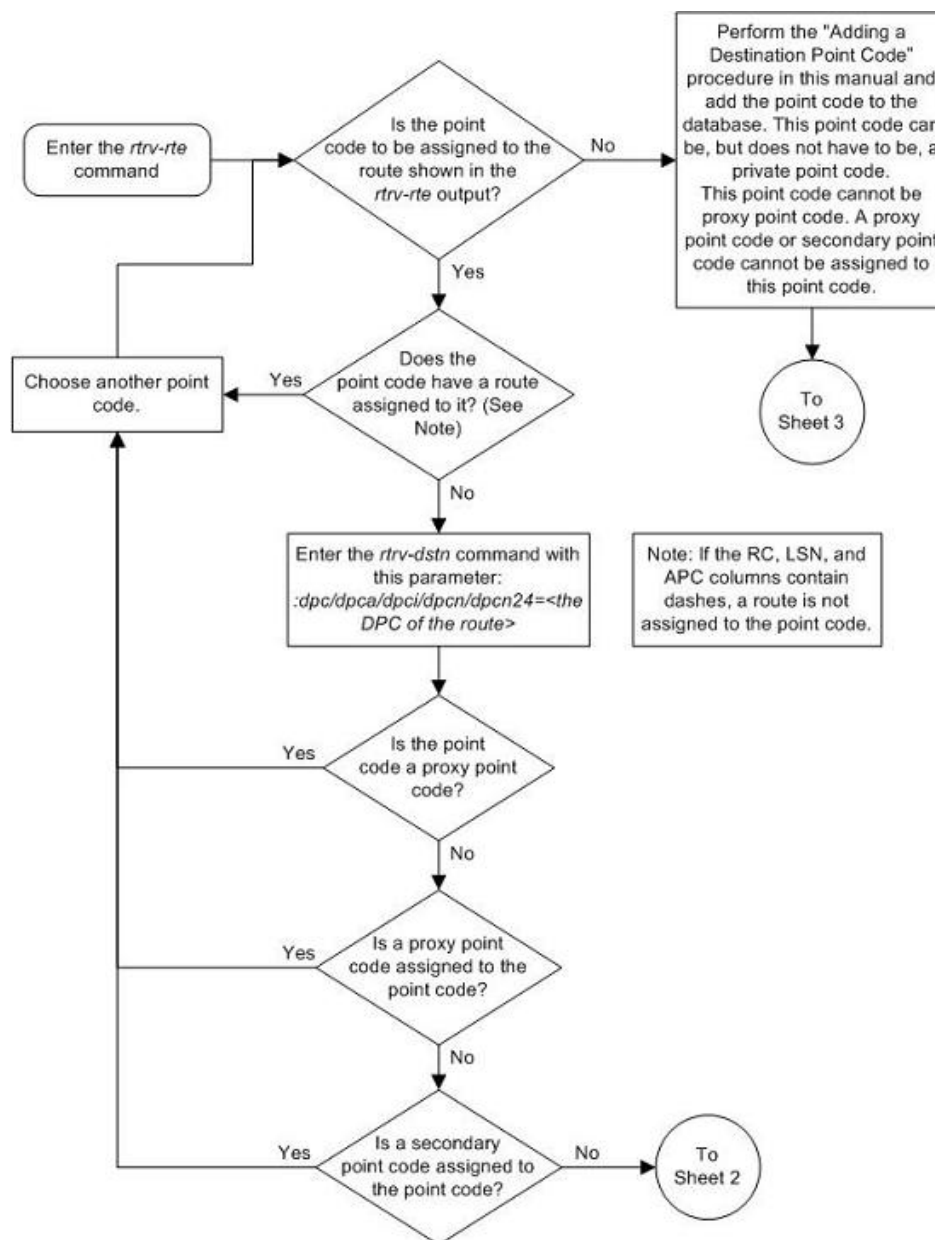 Enter the rtrv-rte
command
Is the point
code to be assigned to the
route shown in the
rtrv-rte output?
No
Perform the "Adding a
Destination Point Code"
procedure in this manual and
add the point code to the
database. This point code can
be, but does not have to be, a
private point code.
This point code cannot be
proxy point code. A proxy
point code or secondary point
code cannot be assigned to
this point code.
Yes
Choose another point
code.
Yes
Does the
point code have a route
assigned to it? (See
Note)
To
Sheet 3
No
Enter the rtrv-dstn command with
this parameter:
:dpc/dpca/dpci/dpcn/dpcn24=<the
DPC of the route>
Note: If the RC, LSN, and
APC columns contain
dashes, a route is not
assigned to the point code.
Yes
Is the point
code a proxy point
code?
No
Yes
Is a proxy point
code assigned to the
point code?
No
Yes
Is a secondary
point code assigned to
the point code?
No
To
Sheet 2